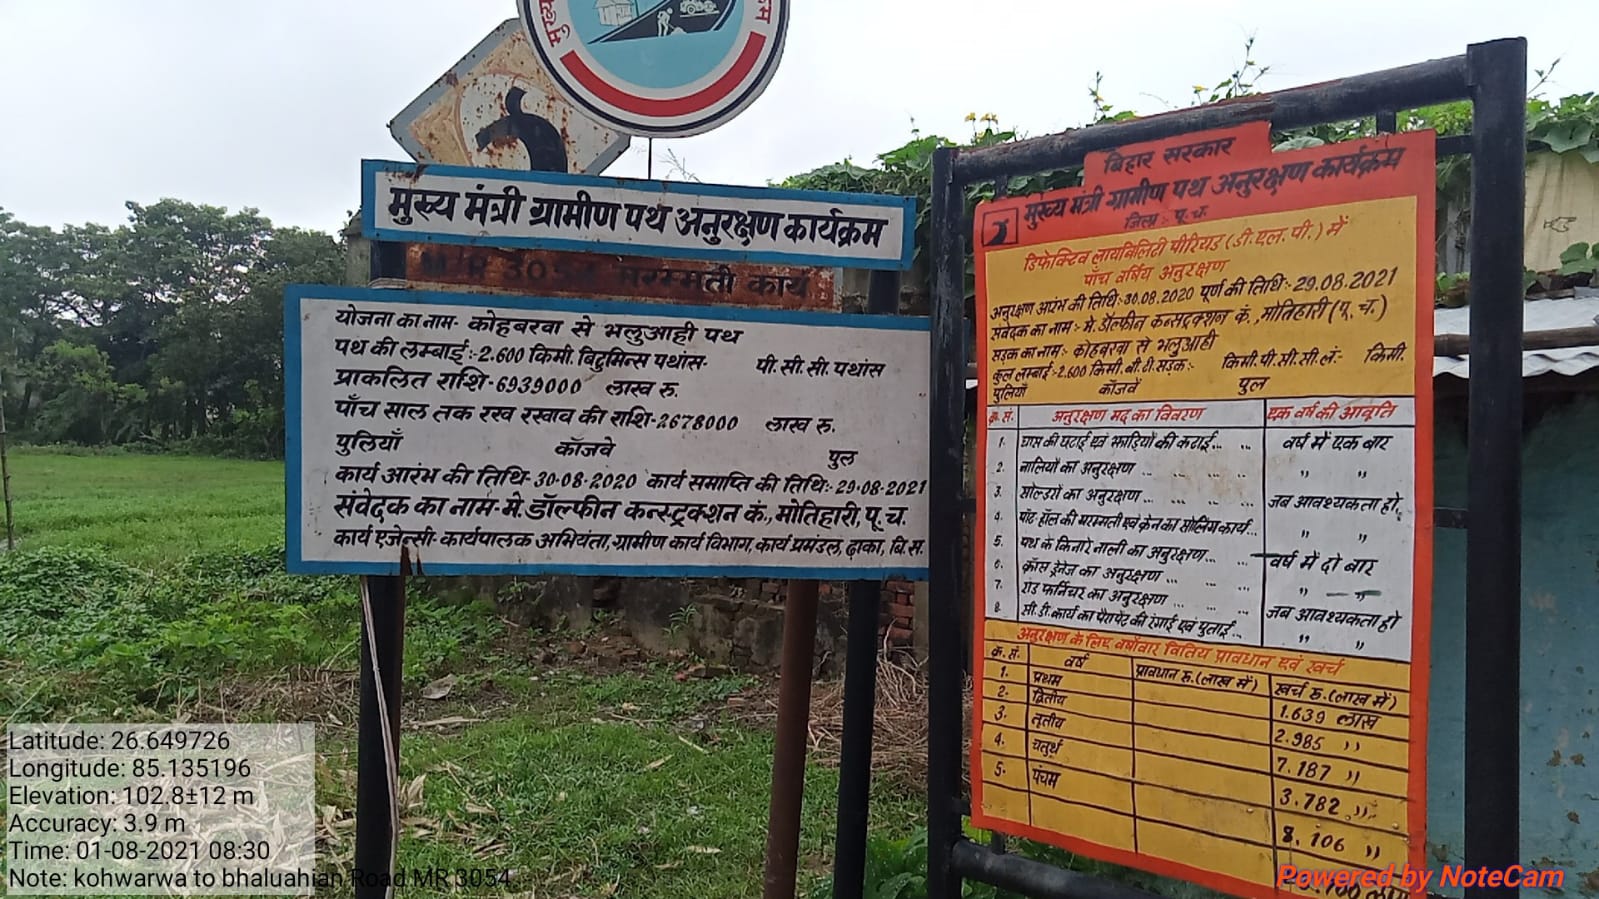 मुख्य
मुख्य मंत्री ग्रामीण पथ अनुरक्षण कार्यक्रम
M/R 3054 मरम्मती कार्य
योजना का नाम- कोहबरवा से भलुआही पथ
पथ की लम्बाई:-2.600 किमी. बिटुमिन्स पथांस- पी.सी.सी. पथांस
प्राकलित राशि-6939000 लाख रु.
पाँच साल तक रख रखाव की राशि-2678000 लाख रु.
पुलियाँ कॉजवे पुल
कार्य आरंभ की तिथि-30.08.2020 कार्य समाप्ति की तिथि:-29.08.2021
संवेदक का नाम-मे. डॉल्फीन कन्स्ट्रक्शन कं., मोतिहारी, पू.च.
कार्य एजेन्सी- कार्यपालक अभियंता, ग्रामीण कार्य विभाग, कार्य प्रमंडल, ढ़ाका, बि.स.
बिहार सरकार
मुख्य मंत्री ग्रामीण पथ अनुरक्षण कार्यक्रम
जिला:- पू.च.
डिफेक्टिव लायबिलिटी पीरियड (डी.एल.पी.) में
पाँच वर्षिय अनुरक्षण
अनुरक्षण आरंभ की तिथि:-30.08.2020 पूर्ण की तिथि:-29.08.2021
संवेदक का नाम:- मे. डॉल्फीन कन्सट्रक्शन कं., मोतिहारी (पू.च.)
सड़क का नाम:- कोहबरवा से भलुआही
कुल लम्बाई:-2.600 किमी. बी.टी. सड़क:- किमी. पी.सी.सी. लं:- किमी.
पुलियाँ कॉजवें पुल
क्र.सं. अनुरक्षण मद का विवरण एक वर्ष की आवृति
1. घास की घटाई एवं झाड़ियों की कटाई... ... वर्ष में एक बार
2. नालियों का अनुरक्षण ... ... " "
3. सोल्डरों का अनुरक्षण ... ... जब आवश्यकता हो
4. पॉट हॉल की मरम्मती एवं क्रेन का सोलिंग कार्य... " "
5. पथ के किनारे नाली का अनुरक्षण... ... वर्ष में दो बार
6. क्रॉस ड्रेनेज का अनुरक्षण ... ... "
7. रोड फर्निचर का अनुरक्षण ... ... जब आवश्यकता हो
8. सी.डी. कार्य का पैरापेट की रंगाई एवं पुताई... " "
अनुरक्षण के लिए वर्षवार वित्तिय प्रावधान एवं खर्च
क्र.सं. वर्ष प्रावधान रु. (लाख में) खर्च रु. (लाख में)
1. प्रथम 1.639 लाख
2. द्वितीय 2.985 "
3. तृतीय 7.187 "
4. चतुर्थ 3.782 "
5. पंचम 8.106 "
Latitude: 26.649726
Longitude: 85.135196
Elevation: 102.8±12 m
Accuracy: 3.9 m
Time: 01-08-2021 08:30
Note: kohwarwa to bhaluahian Road MR 3054
Powered by NoteCam